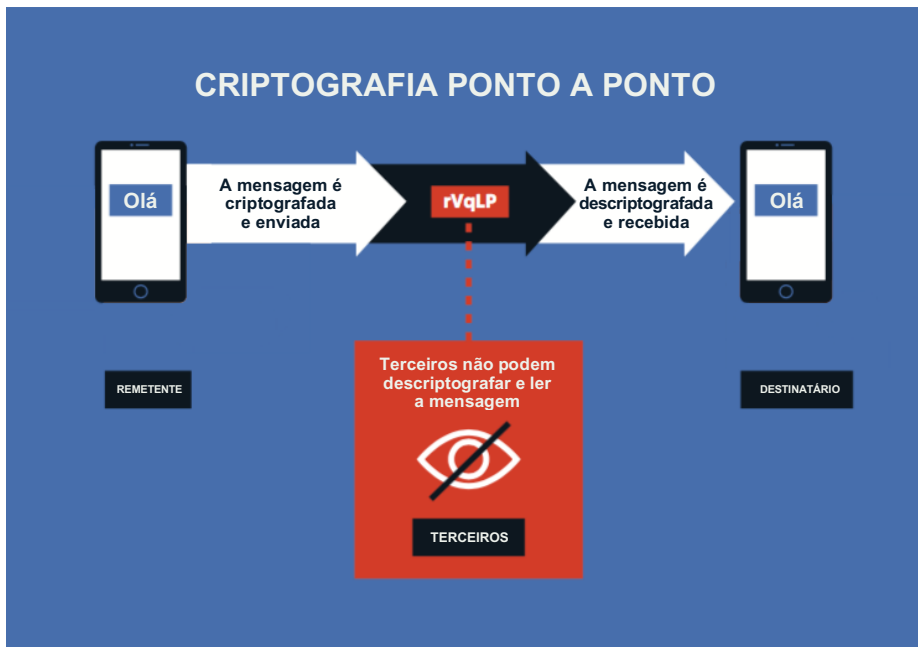 CRIPTOGRAFIA PONTO A PONTO
Olá
A mensagem é
criptografada
e enviada
rVqLP
A mensagem é
descriptografada
e recebida
Olá
REMETENTE
Terceiros não podem
descriptografar e ler
a mensagem
TERCEIROS
DESTINATÁRIO